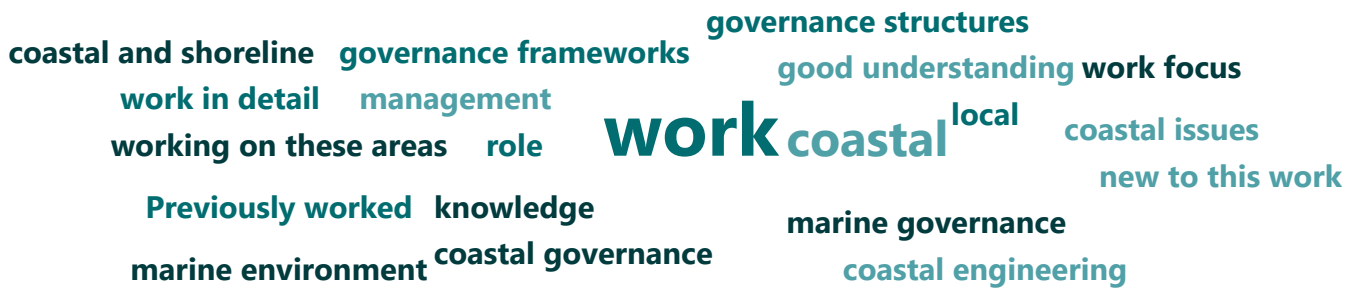 governance structures
coastal and shoreline governance frameworks
good understanding work focus
work in detail management
work coastal local
coastal issues
working on these areas role
new to this work
Previously worked knowledge
marine governance
coastal governance
marine environment
coastal engineering